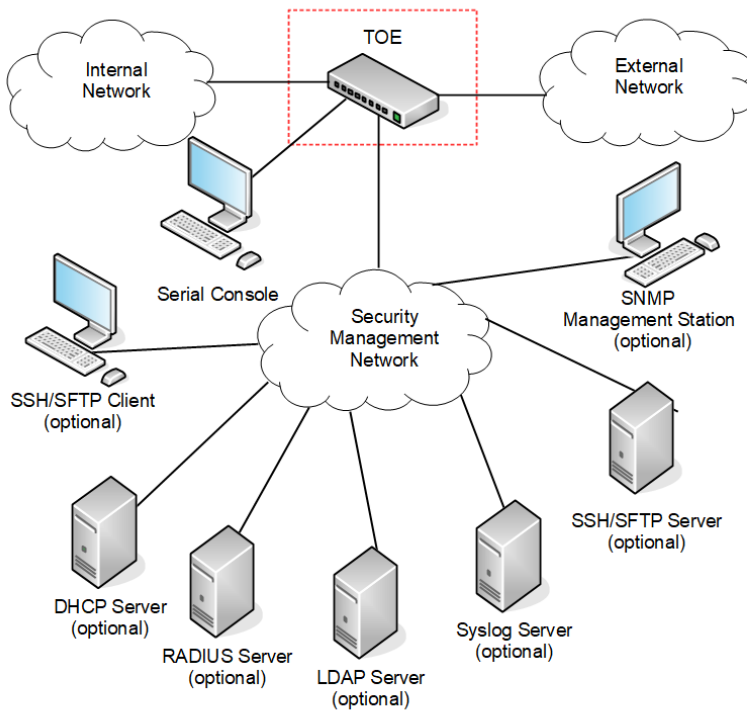 TOE
Internal
Network
External
Network
Serial Console
Security
Management
Network
SNMP
Management Station
(optional)
SSH/SFTP Client
(optional)
SSH/SFTP Server
(optional)
DHCP Server
(optional)
RADIUS Server
(optional)
LDAP Server
(optional)
Syslog Server
(optional)